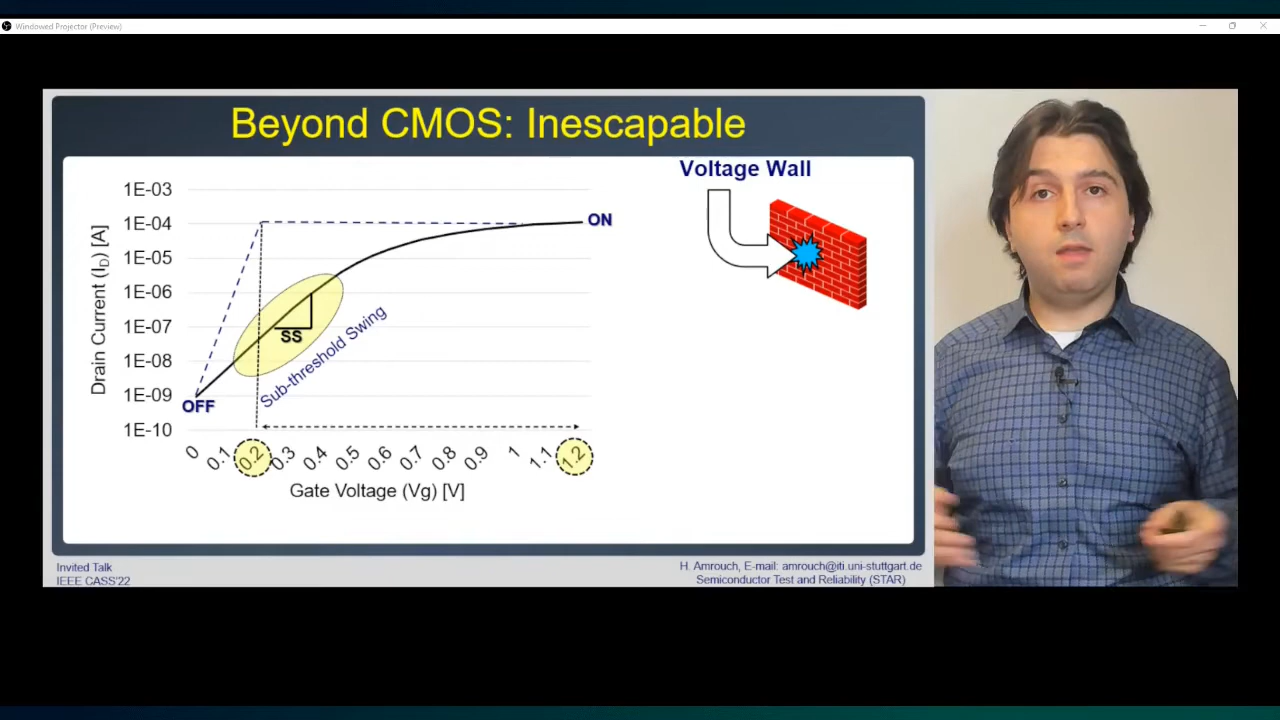 Windowed Projector (Preview)
Beyond CMOS: Inescapable
Voltage Wall
1E-03
1E-04
1E-05
1E-06
1E-07
1E-08
1E-09
1E-10
Drain Current (ID) [A]
ON
OFF
SS
Sub-threshold Swing
0 0.1 0.2 0.3 0.4 0.5 0.6 0.7 0.8 0.9 1 1.1 1.2
Gate Voltage (Vg) [V]
Invited Talk
IEEE CASS'22
H. Amrouch, E-mail: amrouch@iti.uni-stuttgart.de
Semiconductor Test and Reliability (STAR)